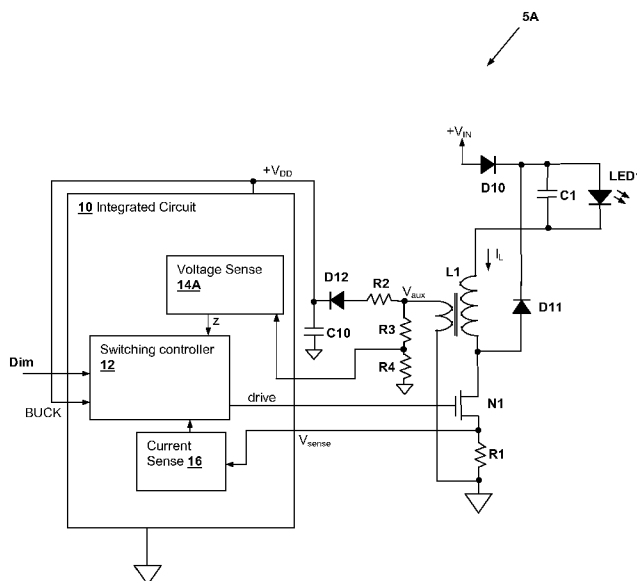 5A
+VIN
D10
C1
LED1
+VDD
10 Integrated Circuit
Voltage Sense
14A
z
D12
R2
Vaux
L1
IL
D11
C10
R3
R4
Dim
Switching controller
12
BUCK
drive
N1
Current
Sense 16
Vsense
R1